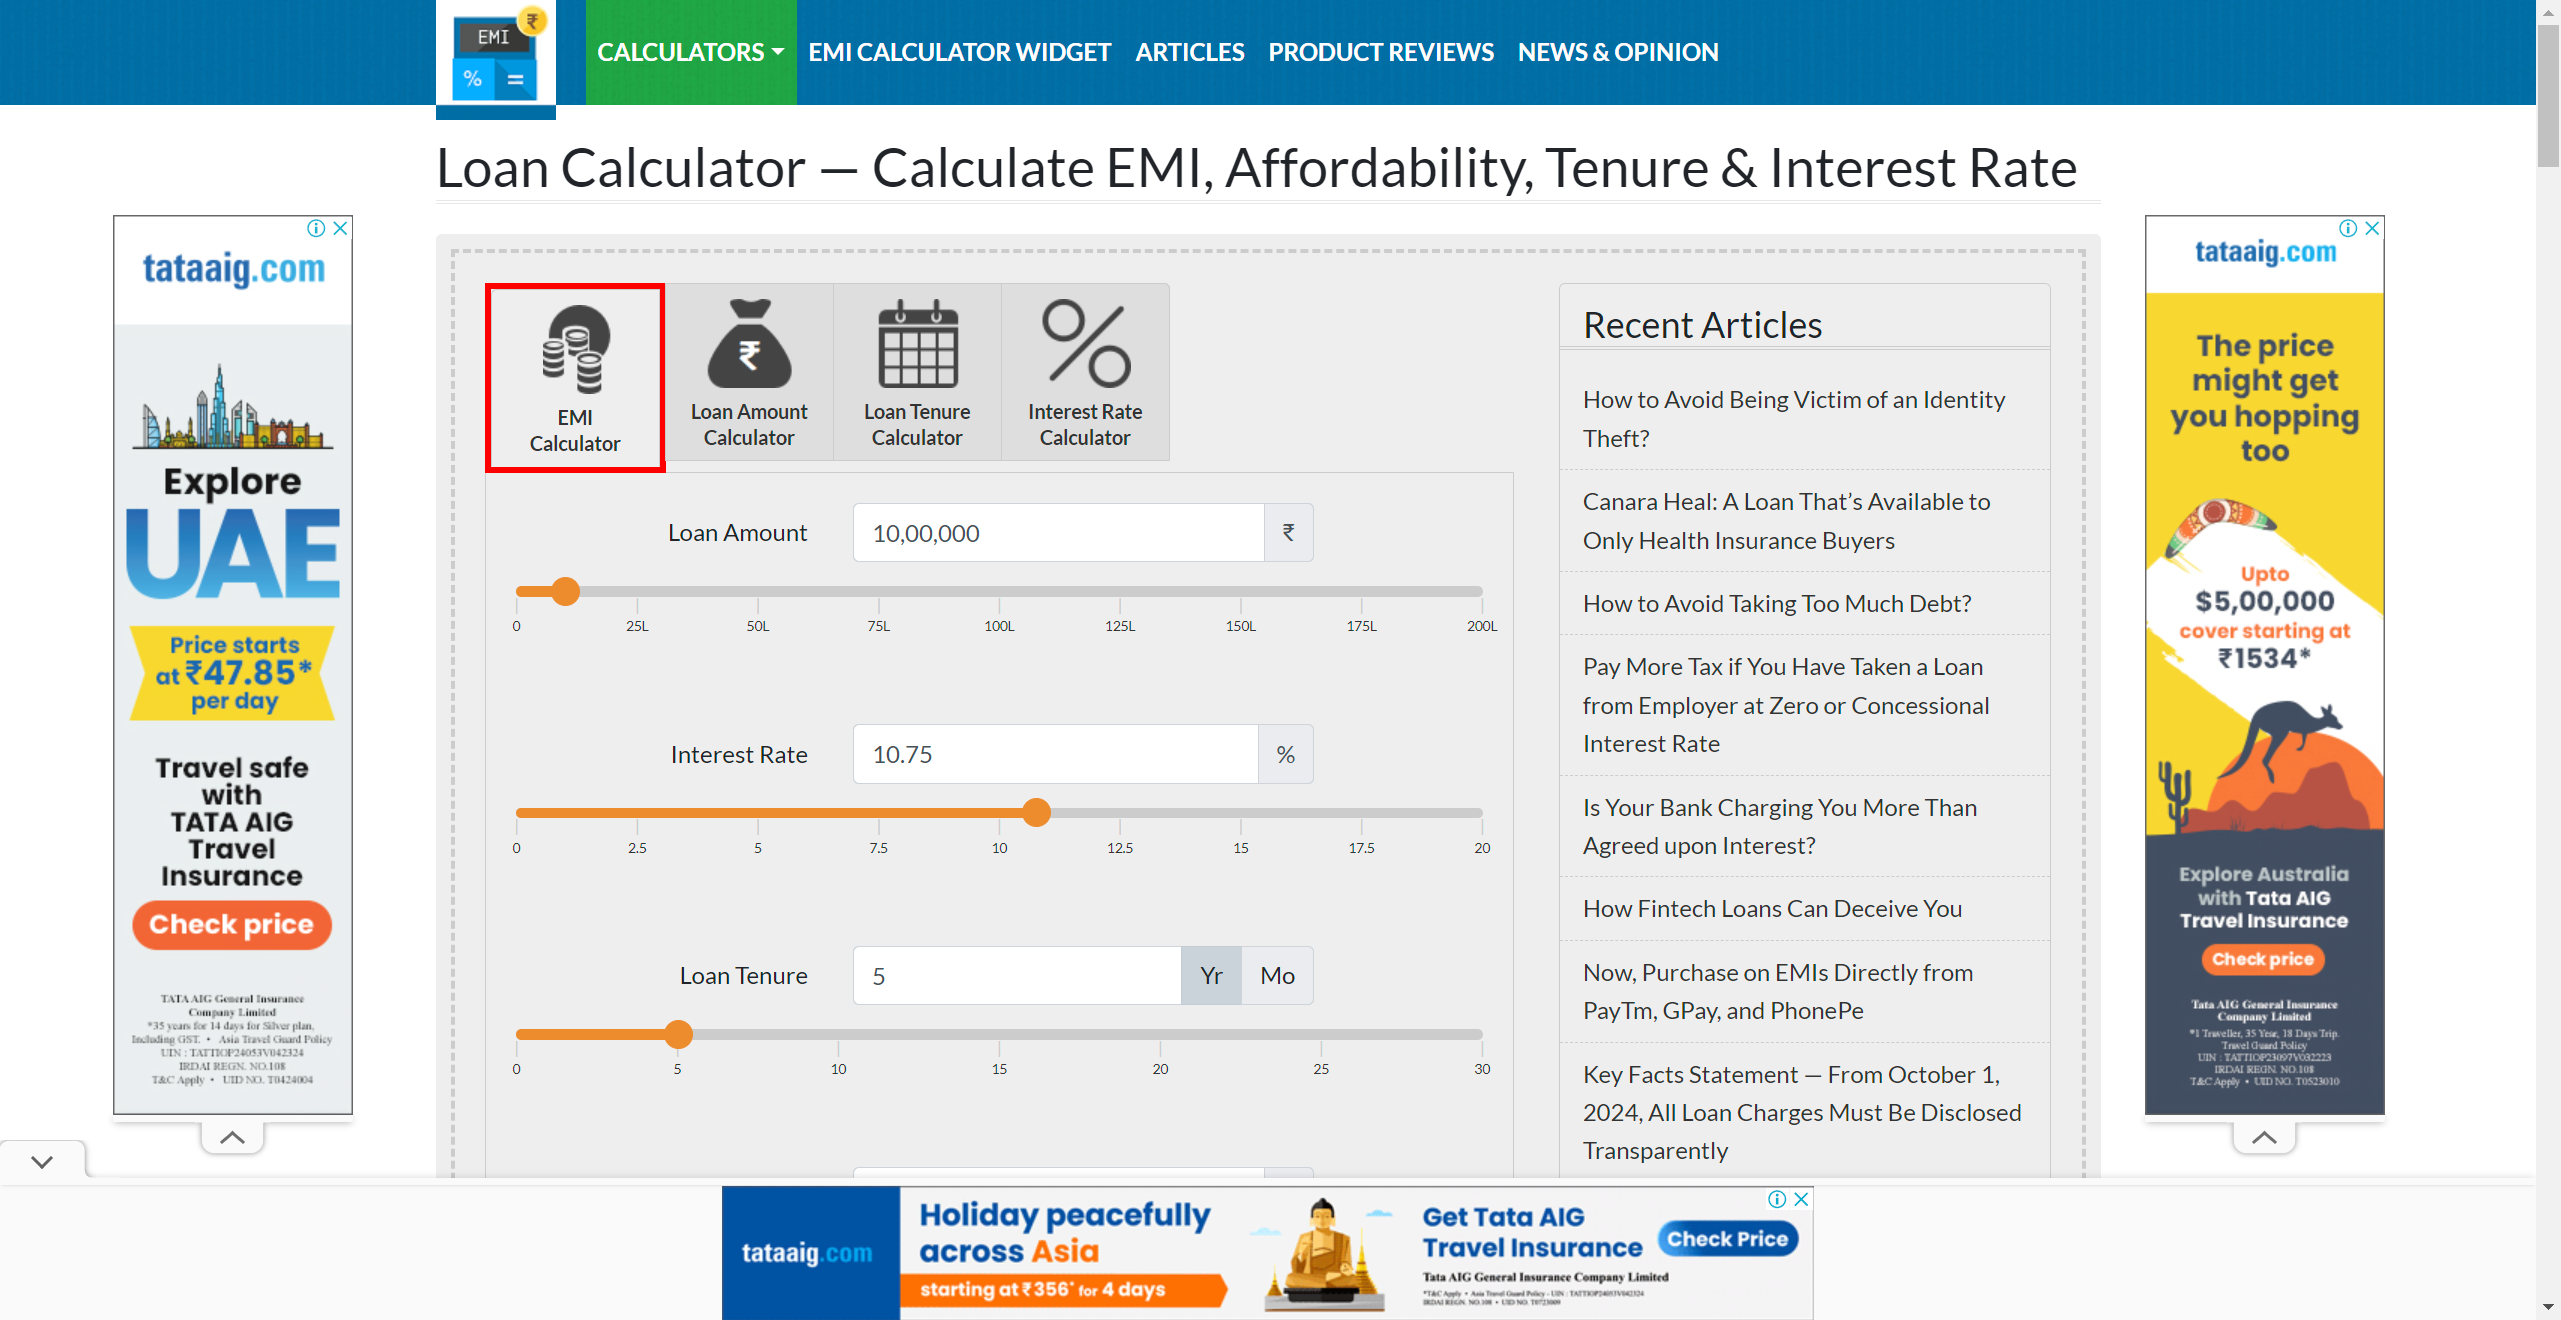 EMI
₹
%
=
CALCULATORS
EMI CALCULATOR WIDGET
ARTICLES
PRODUCT REVIEWS
NEWS & OPINION
Loan Calculator — Calculate EMI, Affordability, Tenure & Interest Rate
tataaig.com
Explore
UAE
Price starts
at ₹47.85*
per day
Travel safe
with
TATA AIG
Travel
Insurance
Check price
TATA AIG General Insurance
Company Limited
*35 years for 14 days for Silver plan,
Including GST. • Asia Travel Guard Policy
UIN : TATTIOP24053V042324
IRDAI REGN. NO.108
T&C Apply • UID NO. T0424004
EMI
Calculator
₹
Loan Amount
Calculator
Loan Tenure
Calculator
Interest Rate
Calculator
Loan Amount
10,00,000
₹
0 25L 50L 75L 100L 125L 150L 175L 200L
Interest Rate
10.75
%
0 2.5 5 7.5 10 12.5 15 17.5 20
Loan Tenure
5
Yr
Mo
0 5 10 15 20 25 30
Recent Articles
How to Avoid Being Victim of an Identity
Theft?
Canara Heal: A Loan That’s Available to
Only Health Insurance Buyers
How to Avoid Taking Too Much Debt?
Pay More Tax if You Have Taken a Loan
from Employer at Zero or Concessional
Interest Rate
Is Your Bank Charging You More Than
Agreed upon Interest?
How Fintech Loans Can Deceive You
Now, Purchase on EMIs Directly from
PayTm, GPay, and PhonePe
Key Facts Statement — From October 1,
2024, All Loan Charges Must Be Disclosed
Transparently
tataaig.com
The price
might get
you hopping
too
Upto
$5,00,000
cover starting at
₹1534*
Explore Australia
with Tata AIG
Travel Insurance
Check price
Tata AIG General Insurance
Company Limited
*1 Traveller, 35 Year, 18 Days Trip.
Travel Guard Policy
UIN : TATTIOP23097V032223
IRDAI REGN. NO.108
T&C Apply • UID NO. T0523010
tataaig.com
Holiday peacefully
across Asia
starting at ₹356* for 4 days
Get Tata AIG
Travel Insurance
Check Price
Tata AIG General Insurance Company Limited
*T&C Apply • Asia Travel Guard Policy - UIN : TATTIOP24053V042324
IRDAI REGN. NO.108 • UID NO. T0723009